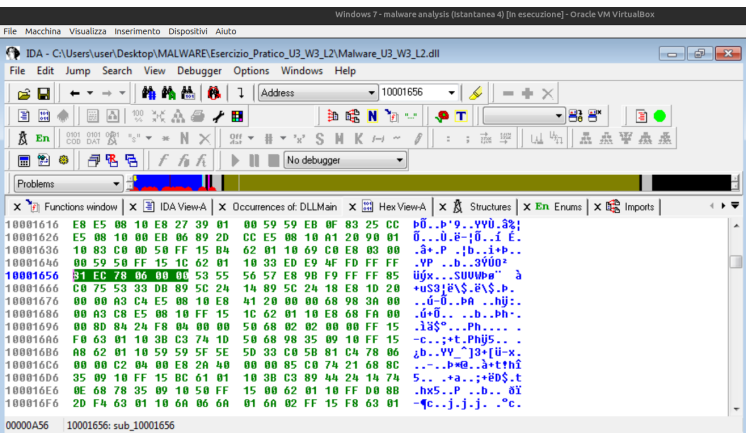 Windows 7 - malware analysis (Istantanea 4) [In esecuzione] - Oracle VM VirtualBox
File Macchina Visualizza Inserimento Dispositivi Aiuto
IDA - C:\Users\user\Desktop\MALWARE\Esercizio_Pratico_U3_W3_L2\Malware_U3_W3_L2.dll
File Edit Jump Search View Debugger Options Windows Help
Address 10001656
En
No debugger
Problems
Functions window IDA View-A Occurrences of: DLLMain Hex View-A Structures En Enums Imports
10001616 E8 E5 08 10 E8 27 39 01 00 59 59 EB 0F 83 25 CC
10001626 E5 08 10 00 EB 06 89 2D CC E5 08 10 A1 20 90 01
10001636 10 83 C0 0D 50 FF 15 B4 62 01 10 69 C0 E8 03 00
10001646 00 59 50 FF 15 1C 62 01 10 33 ED E9 4F FD FF FF
10001656 81 EC 78 06 00 00 53 55 56 57 E8 9B F9 FF FF 85
10001666 C0 75 53 33 DB 89 5C 24 14 89 5C 24 18 E8 1D 20
10001676 00 00 A3 C4 E5 08 10 E8 41 20 00 00 68 98 3A 00
10001686 00 A3 C8 E5 08 10 FF 15 1C 62 01 10 E8 68 FA 00
10001696 00 8D 84 24 F8 04 00 00 50 68 02 02 00 00 FF 15
100016A6 F0 63 01 10 3B C3 74 1D 50 68 98 35 09 10 FF 15
100016B6 A8 62 01 10 59 59 5F 5E 5D 33 C0 5B 81 C4 78 06
100016C6 00 00 C2 04 00 E8 2A 40 00 00 85 C0 74 21 68 8C
100016D6 35 09 10 FF 15 BC 61 01 10 3B C3 89 44 24 14 74
100016E6 0E 68 78 35 09 10 50 FF 15 00 62 01 10 FF D0 8B
100016F6 2D F4 63 01 10 6A 06 6A 01 6A 02 FF 15 F8 63 01
00000A56 10001656: sub_10001656